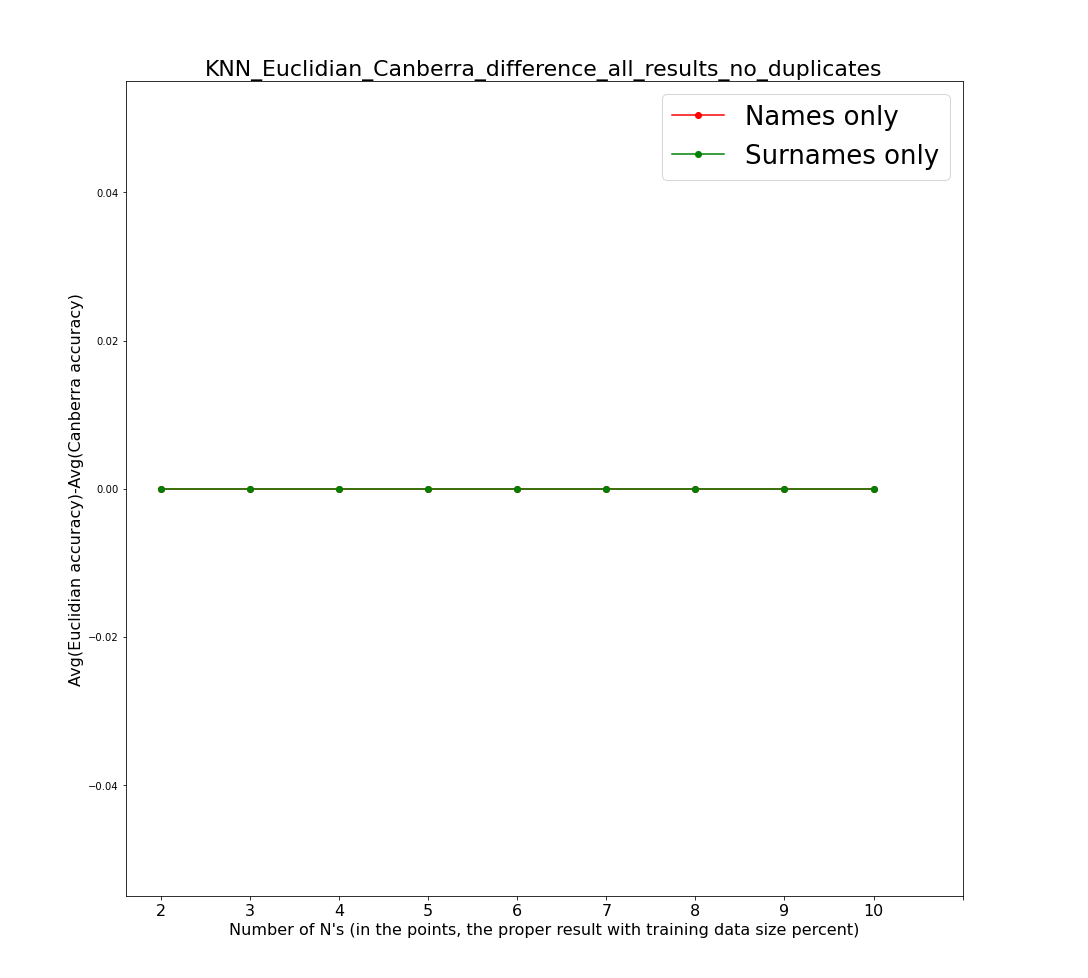 KNN_Euclidian_Canberra_difference_all_results_no_duplicates
Names only
Surnames only
0.04
0.02
0.00
−0.02
−0.04
Avg(Euclidian accuracy)-Avg(Canberra accuracy)
2 3 4 5 6 7 8 9 10
Number of N's (in the points, the proper result with training data size percent)